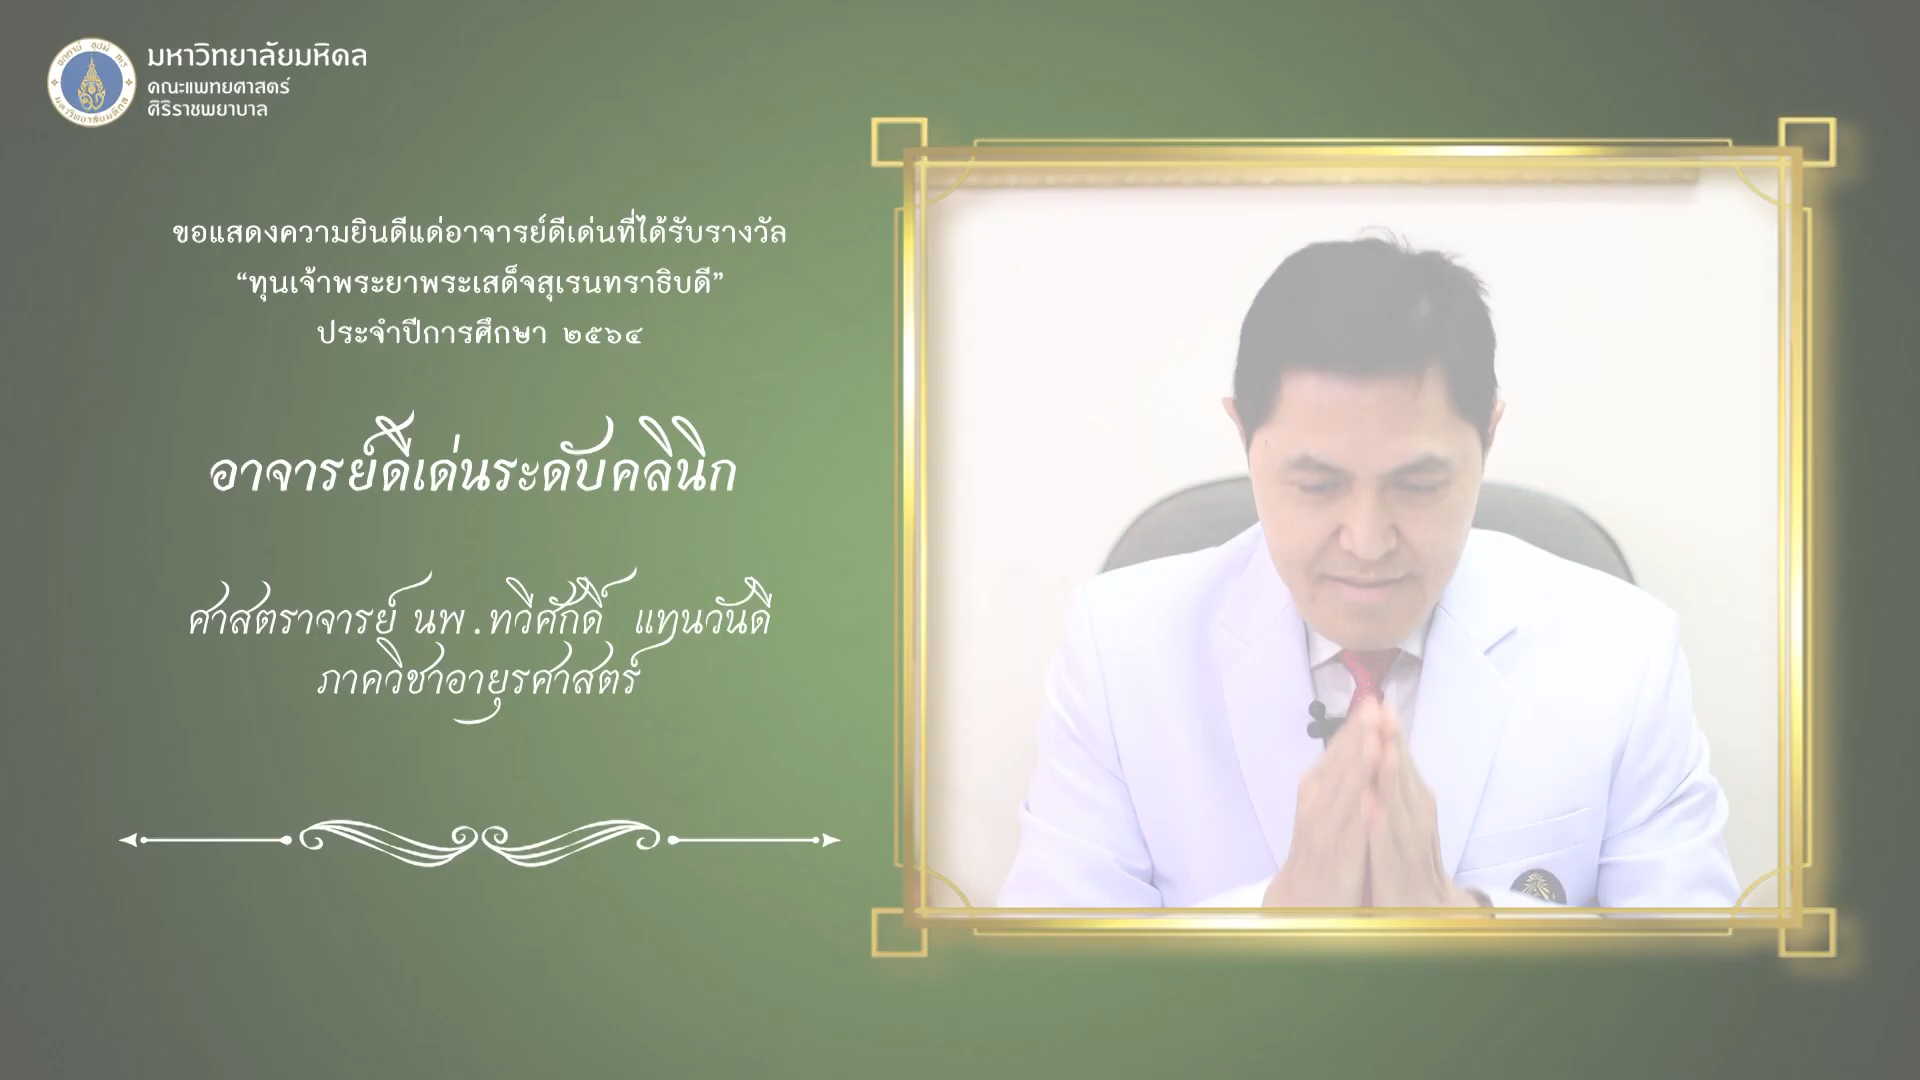 มหาวิทยาลัยมหิดล
คณะแพทยศาสตร์
ศิริราชพยาบาล
ขอแสดงความยินดีแด่อาจารย์ดีเด่นที่ได้รับรางวัล
“ทุนเจ้าพระยาพระเสด็จสุเรนทราธิบดี”
ประจำปีการศึกษา ๒๕๖๔
อาจารย์ดีเด่นระดับคลินิก
ศาสตราจารย์ นพ.ทวีศักดิ์ แทนวันดี
ภาควิชาอายุรศาสตร์